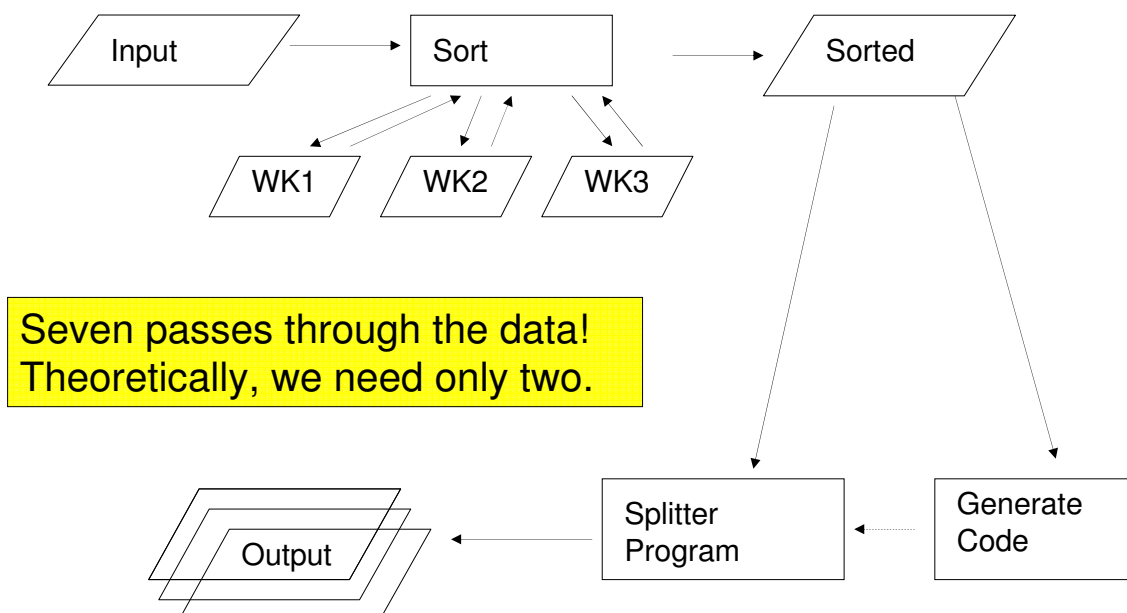 Input
Sort
Sorted
WK1
WK2
WK3
Seven passes through the data!
Theoretically, we need only two.
Output
Splitter
Program
Generate
Code